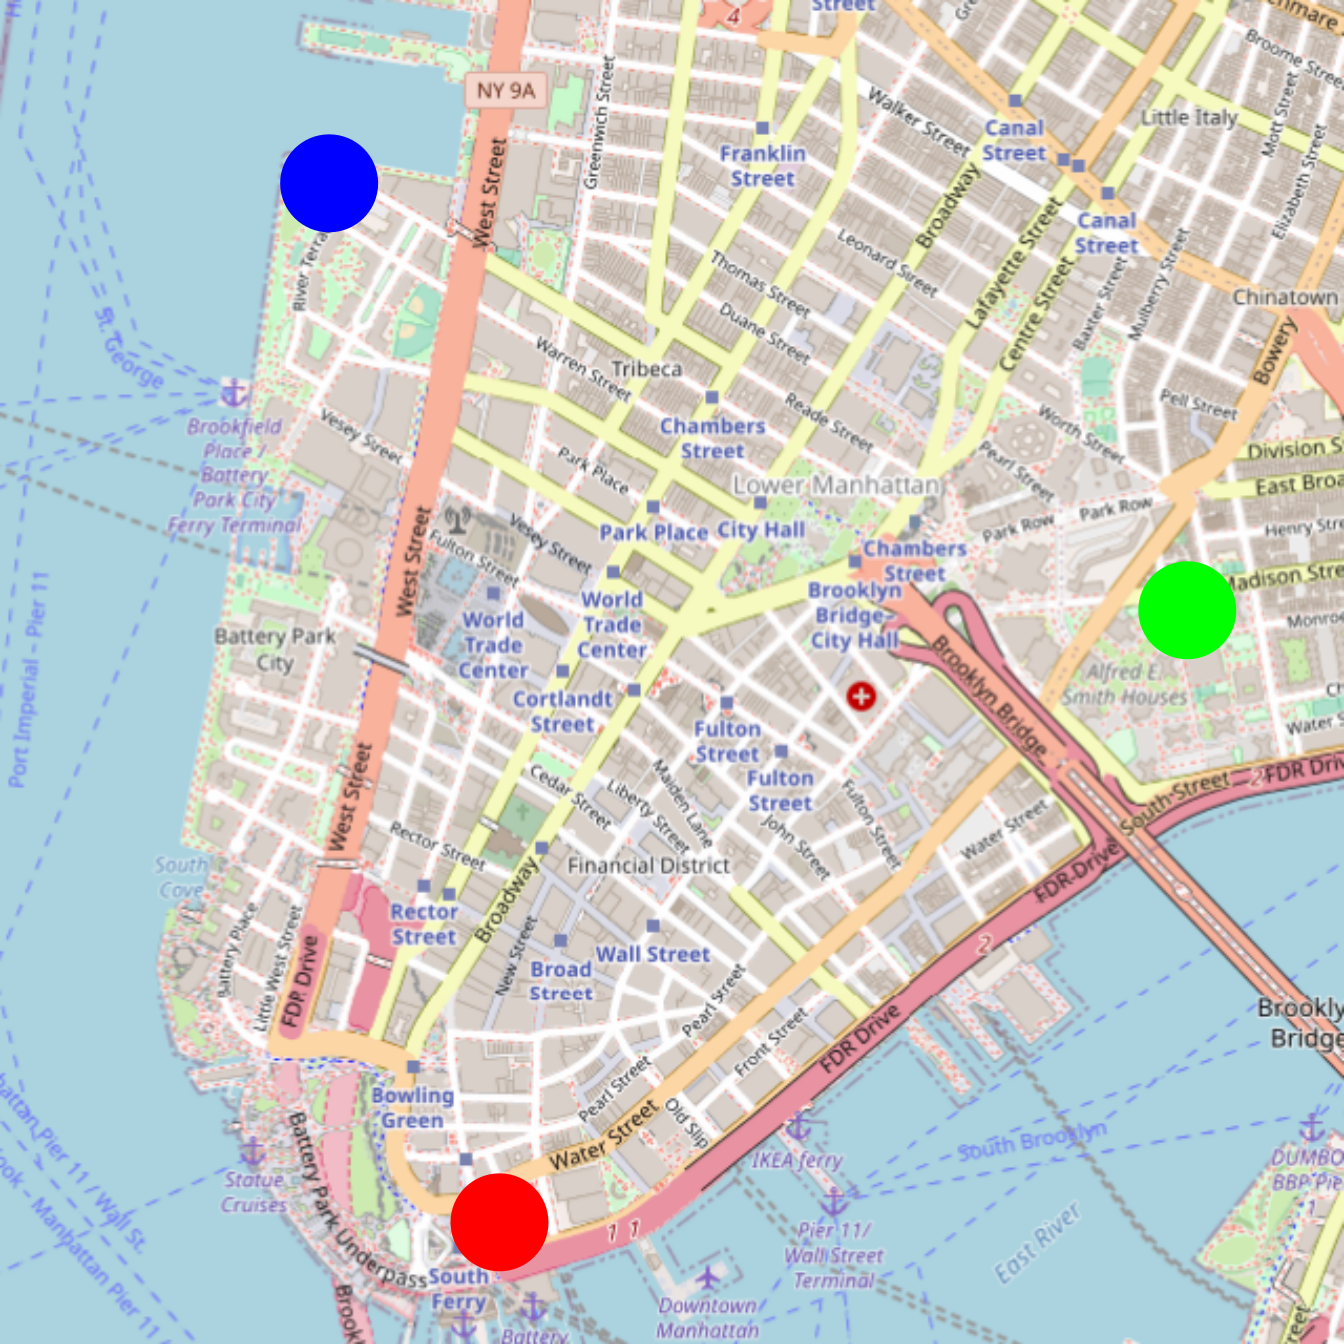 4
Street
NY 9A
Greenwich Street
Walker Street
Canal
Street
Little Italy
Broome Stree
Mott Street
Elizabeth Street
Franklin
Street
West Street
Broadway
Canal
Street
Leonard Street
Lafayette Street
Centre Street
Baxter Street
Mulberry Street
Chinatown
Bowery
River Terra
St. George
Thomas Street
Duane Street
Tribeca
Warren Street
Reade Street
Pell Street
Worth Street
Brookfield
Place /
Battery
Park City
Ferry Terminal
Vesey Street
Chambers
Street
Park Place
Pearl Street
Division S
East Broa
Lower Manhattan
Park Row
Park Row
Henry Str
Park Place
City Hall
Chambers
Street
West Street
Fulton Street
Vesey Street
Madison Stre
Monroe
Brooklyn
Bridge-
City Hall
World
Trade
Center
World
Trade
Center
Battery Park
City
Port Imperial - Pier 11
Brooklyn Bridge
Alfred E.
Smith Houses
Water S
Cortlandt
Street
Fulton
Street
Fulton
Street
Cedar Street
Liberty Street
Maiden Lane
John Street
Fulton Street
Water Street
South Street
2
FDR Driv
West Street
Rector Street
Financial District
FDR Drive
South
Cove
Broadway
Rector
Street
New Street
Wall Street
Broad
Street
2
Battery Place
Little West Street
FDR Drive
Pearl Street
Front Street
FDR Drive
Brookly
Bridge
Bowling
Green
Pearl Street
Old Slip
Water Street
IKEA ferry
South Brooklyn
DUMBO
BBP Pie
1
Statue
Cruises
Battery Park Underpass
hattan Pier 11 / Wall St.
ook - Manhattan Pier 11 /
1 1
Pier 11/
Wall Street
Terminal
East River
South
Ferry
Downtown
Manhattan
Battery
Brook
treet